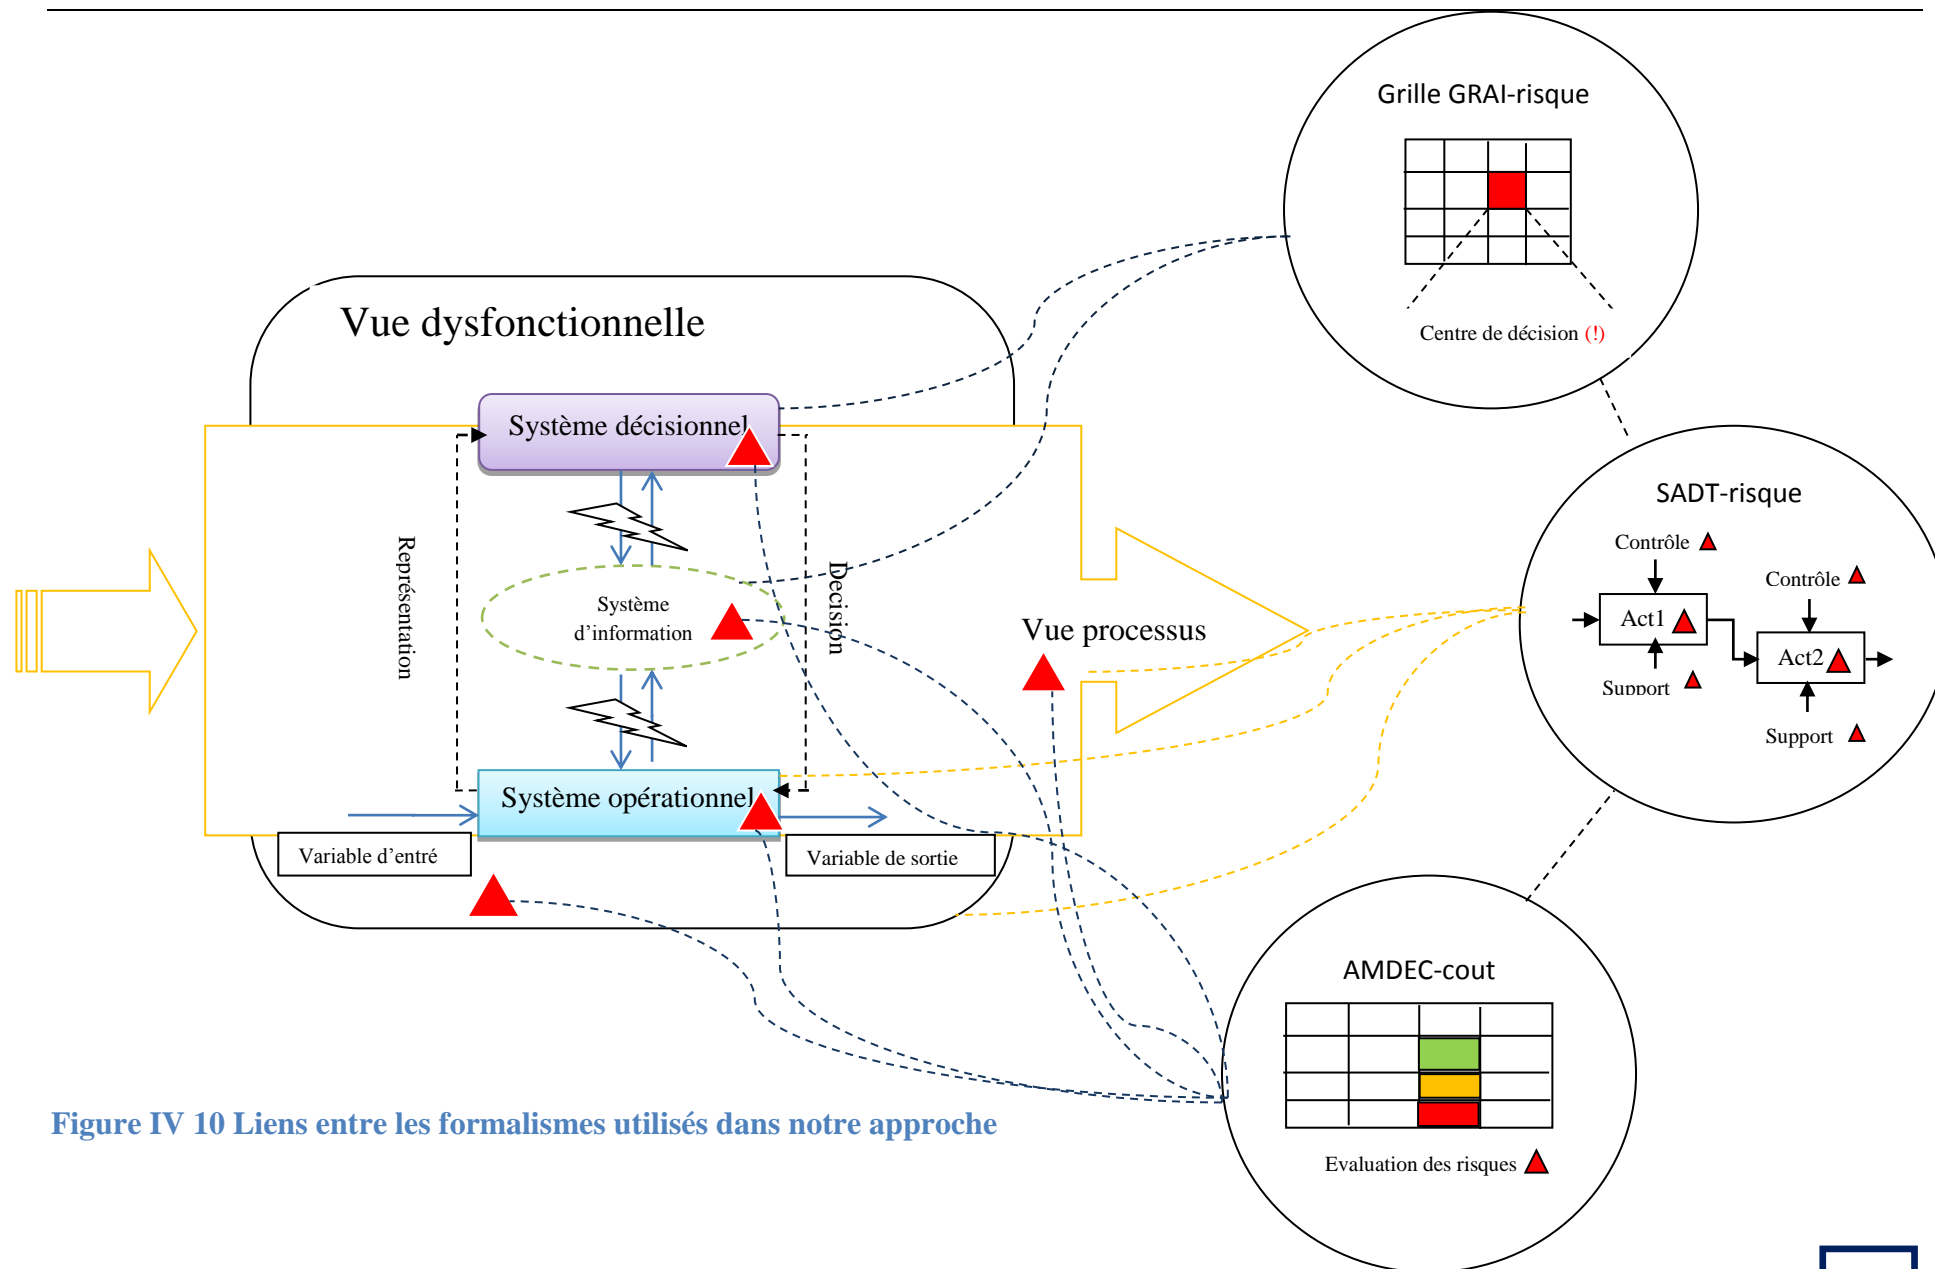 Grille GRAI-risque
Centre de décision (!)
Vue dysfonctionnelle
Système décisionnel
Représentation
Decision
Système
d'information
Vue processus
SADT-risque
Contrôle
Contrôle
Act1
Act2
Support
Support
Système opérationnel
Variable d'entré
Variable de sortie
AMDEC-cout
Evaluation des risques
Figure IV 10 Liens entre les formalismes utilisés dans notre approche